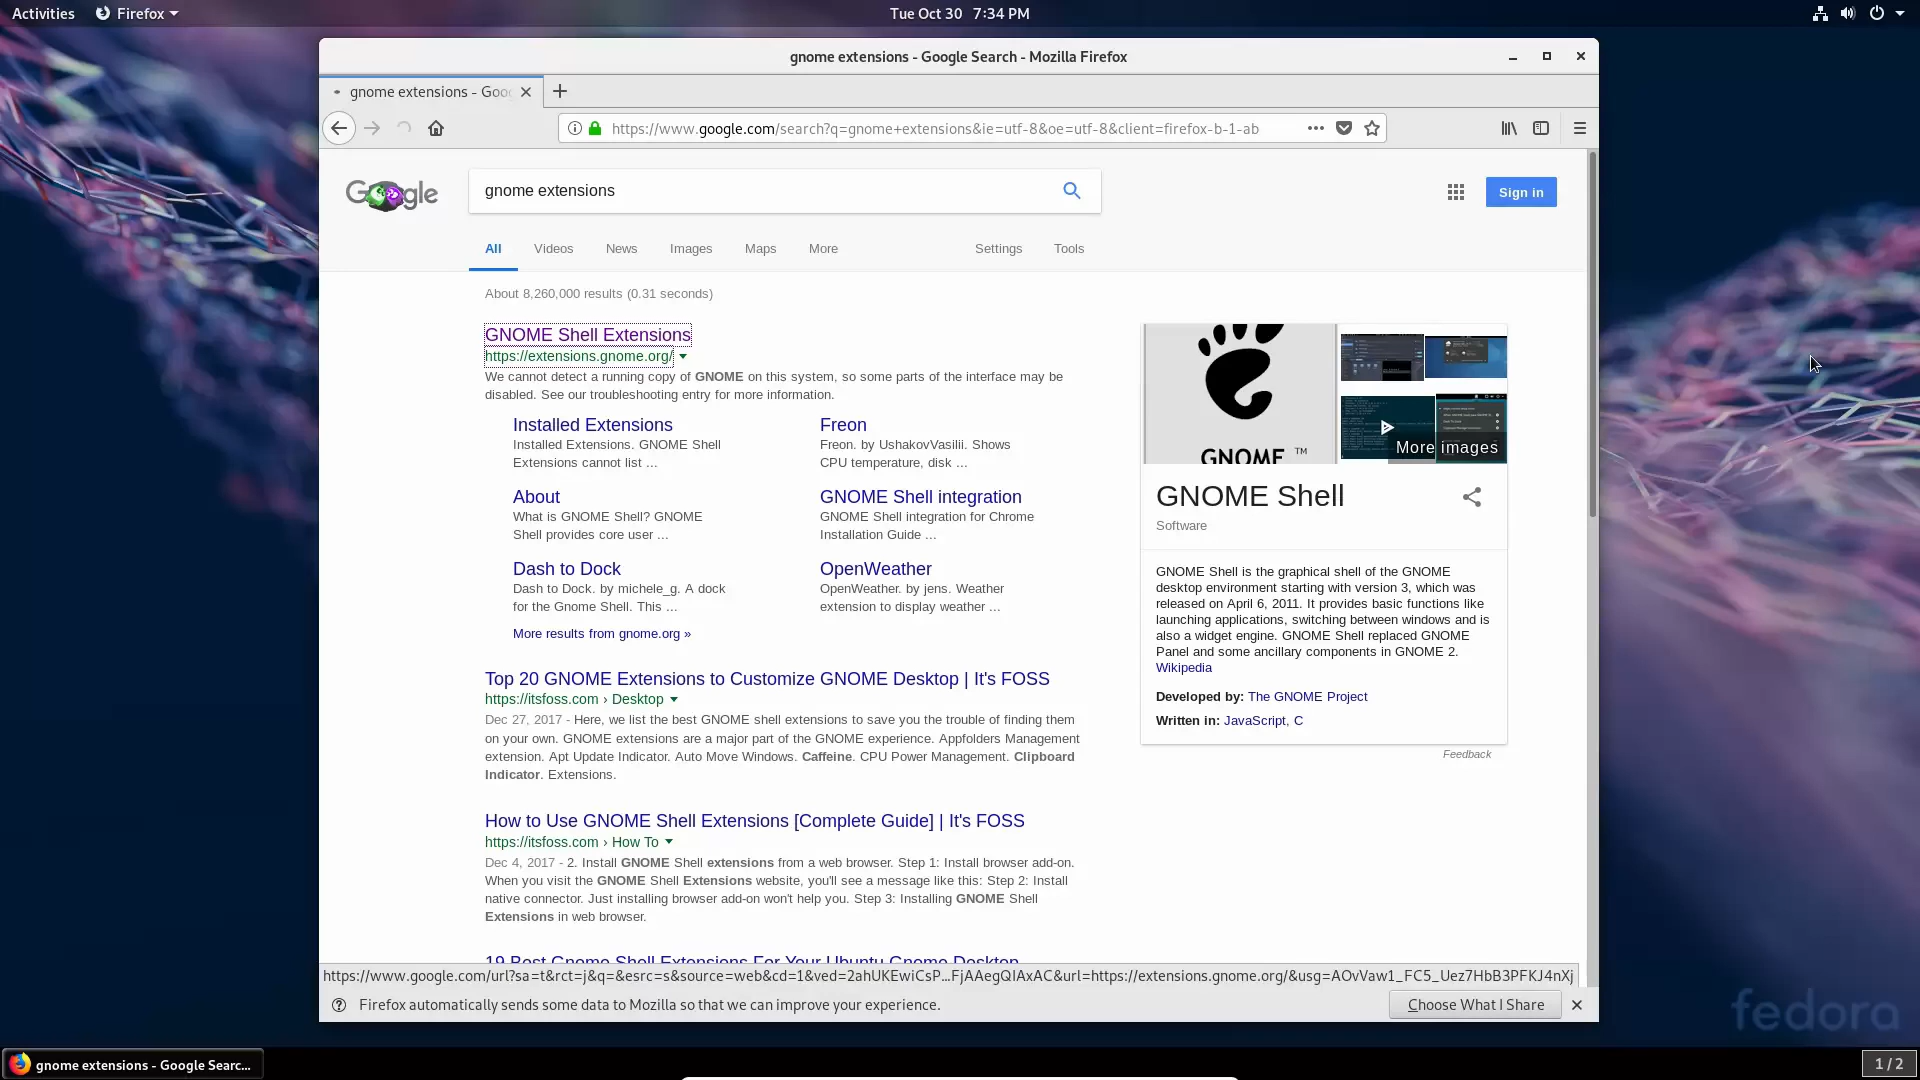 Activities Firefox Tue Oct 30 7:34 PM
gnome extensions - Google Search - Mozilla Firefox
gnome extensions - Goo
https://www.google.com/search?q=gnome+extensions&ie=utf-8&oe=utf-8&client=firefox-b-1-ab
Google
gnome extensions
Sign in
All Videos News Images Maps More Settings Tools
About 8,260,000 results (0.31 seconds)
GNOME Shell Extensions
https://extensions.gnome.org/
We cannot detect a running copy of GNOME on this system, so some parts of the interface may be
disabled. See our troubleshooting entry for more information.
Installed Extensions
Installed Extensions. GNOME Shell
Extensions cannot list ...
Freon
Freon. by UshakovVasilii. Shows
CPU temperature, disk ...
About
What is GNOME Shell? GNOME
Shell provides core user ...
GNOME Shell integration
GNOME Shell integration for Chrome
Installation Guide ...
Dash to Dock
Dash to Dock. by michele_g. A dock
for the Gnome Shell. This ...
OpenWeather
OpenWeather. by jens. Weather
extension to display weather ...
More results from gnome.org »
Top 20 GNOME Extensions to Customize GNOME Desktop | It's FOSS
https://itsfoss.com › Desktop
Dec 27, 2017 - Here, we list the best GNOME shell extensions to save you the trouble of finding them
on your own. GNOME extensions are a major part of the GNOME experience. Appfolders Management
extension. Apt Update Indicator. Auto Move Windows. Caffeine. CPU Power Management. Clipboard
Indicator. Extensions.
How to Use GNOME Shell Extensions [Complete Guide] | It's FOSS
https://itsfoss.com › How To
Dec 4, 2017 - 2. Install GNOME Shell extensions from a web browser. Step 1: Install browser add-on.
When you visit the GNOME Shell Extensions website, you'll see a message like this: Step 2: Install
native connector. Just installing browser add-on won't help you. Step 3: Installing GNOME Shell
Extensions in web browser.
19 Best Gnome Shell Extensions For Your Ubuntu Gnome Desktop
GNOME TM
More images
GNOME Shell
Software
GNOME Shell is the graphical shell of the GNOME
desktop environment starting with version 3, which was
released on April 6, 2011. It provides basic functions like
launching applications, switching between windows and is
also a widget engine. GNOME Shell replaced GNOME
Panel and some ancillary components in GNOME 2.
Wikipedia
Developed by: The GNOME Project
Written in: JavaScript, C
Feedback
https://www.google.com/url?sa=t&rct=j&q=&esrc=s&source=web&cd=1&ved=2ahUKEwiCsP...FjAAegQIAxAC&url=https://extensions.gnome.org/&usg=AOvVaw1_FC5_Uez7HbB3PFKJ4nXj
Firefox automatically sends some data to Mozilla so that we can improve your experience.
Choose What I Share
fedora
gnome extensions - Google Searc...
1 / 2